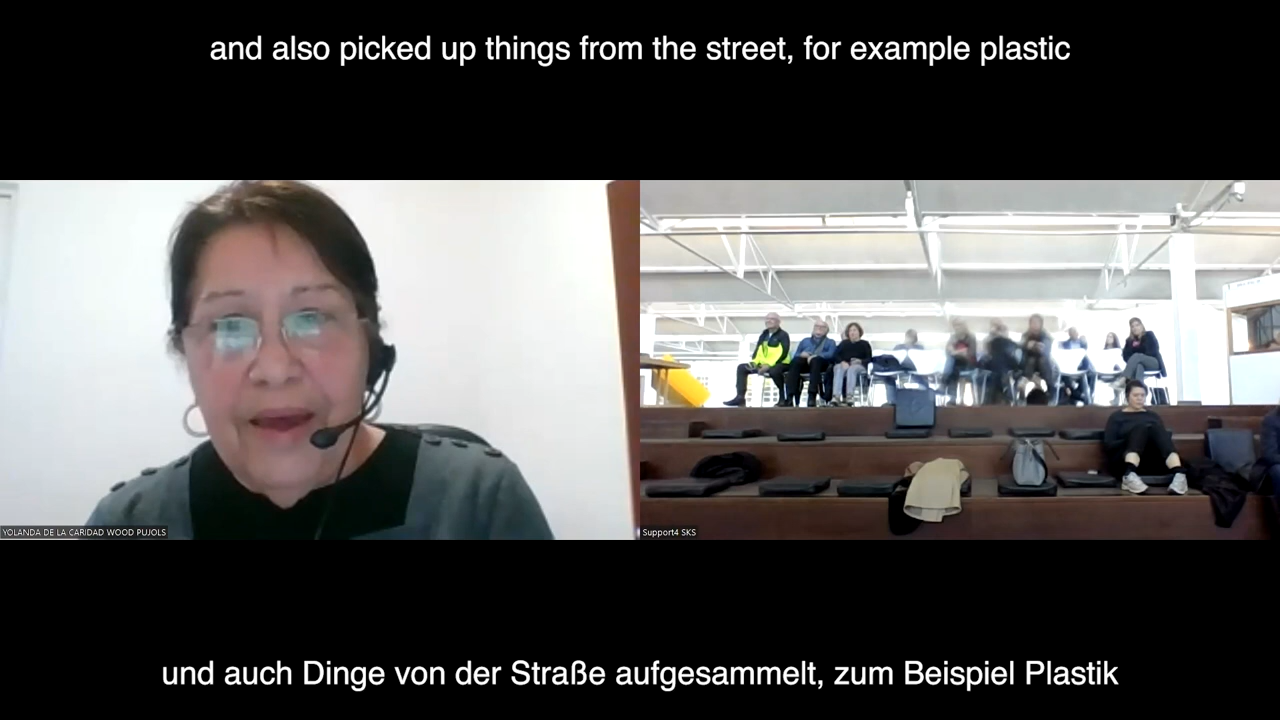 and also picked up things from the street, for example plastic
YOLANDA DE LA CARIDAD WOOD PUJOLS
Support4 SKS
und auch Dinge von der Straße aufgesammelt, zum Beispiel Plastik